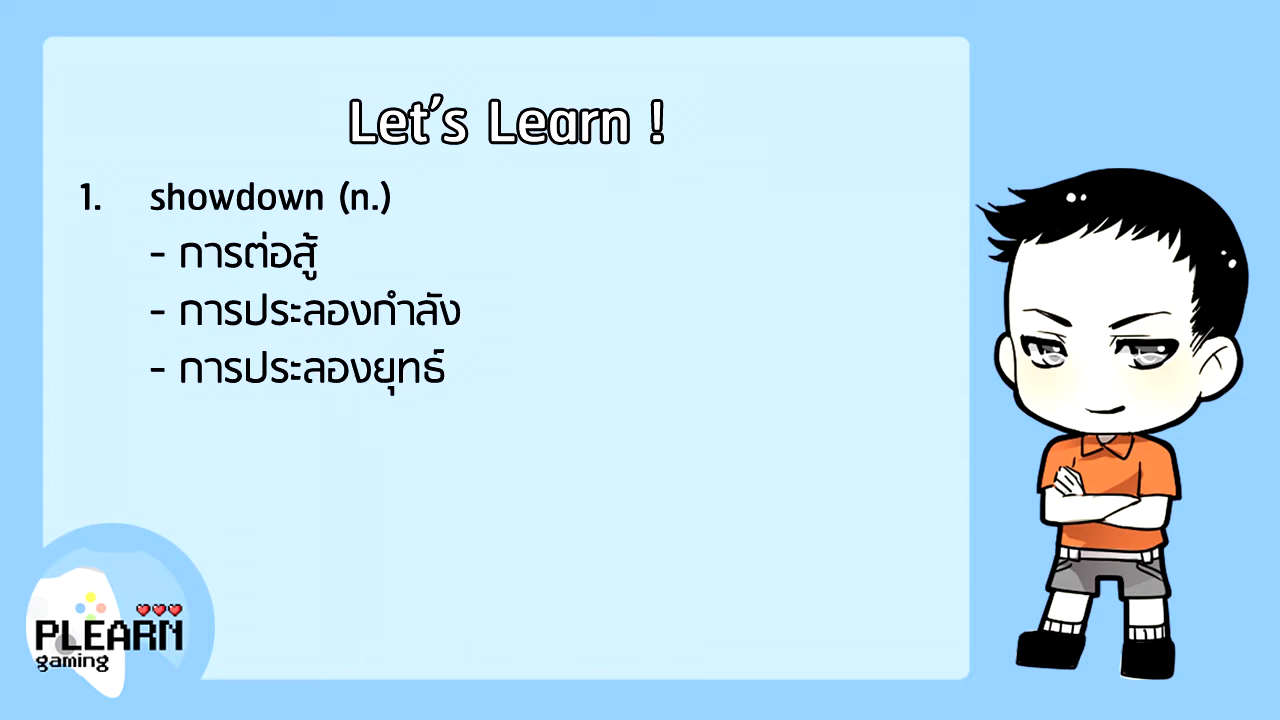 Let's Learn !
1. showdown (n.)
- การต่อสู้
- การประลองกำลัง
- การประลองยุทธ์
PLEARN
gaming